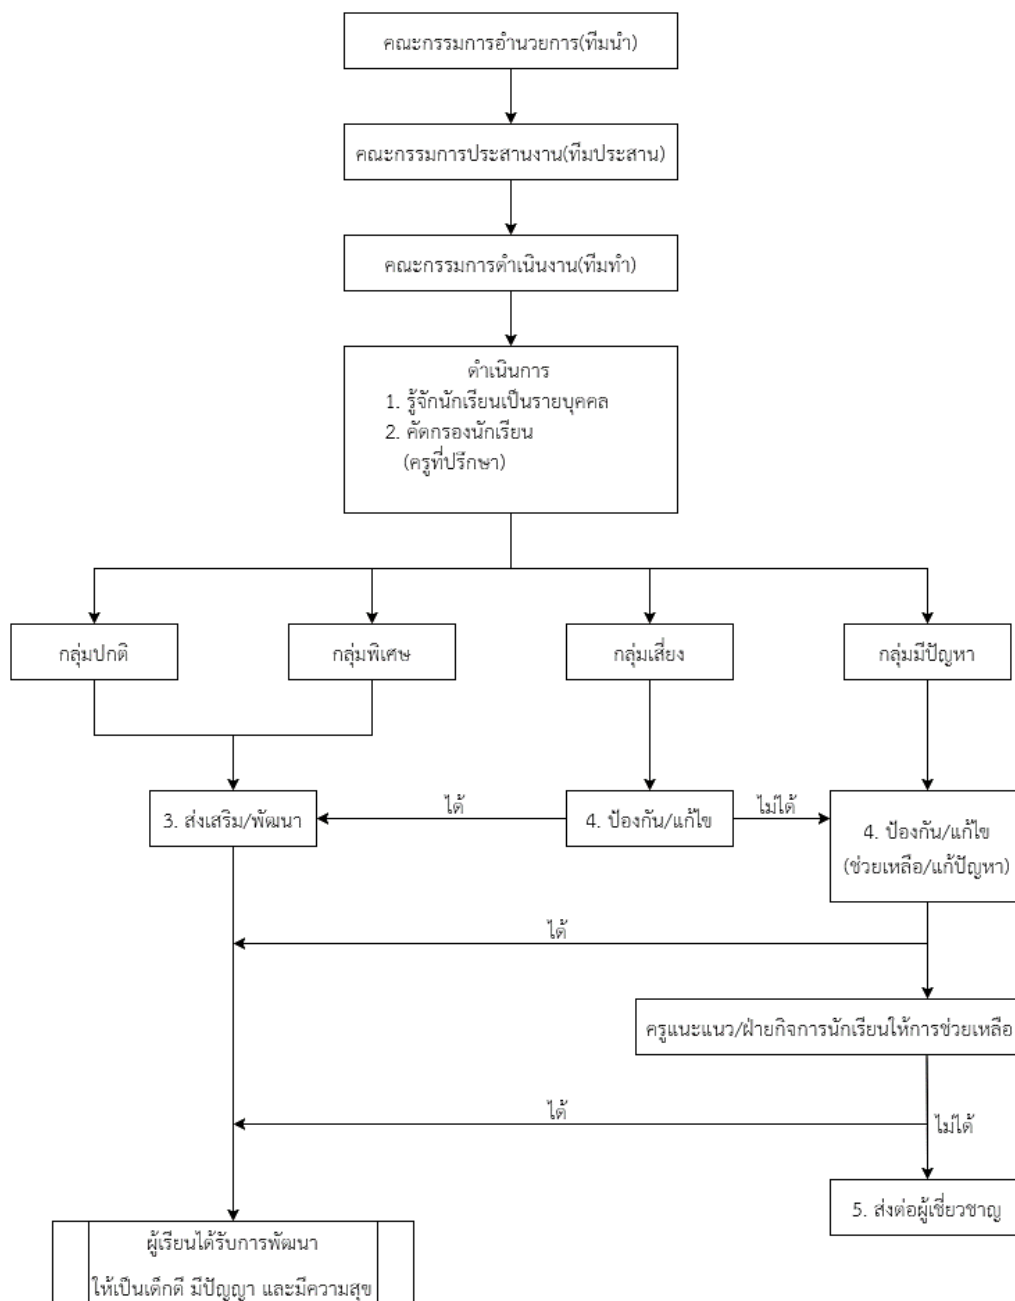 คณะกรรมการอำนวยการ(ทีมนำ)
คณะกรรมการประสานงาน(ทีมประสาน)
คณะกรรมการดำเนินงาน(ทีมทำ)
ดำเนินการ
1. รู้จักนักเรียนเป็นรายบุคคล
2. คัดกรองนักเรียน
(ครูที่ปรึกษา)
กลุ่มปกติ
กลุ่มพิเศษ
กลุ่มเสี่ยง
กลุ่มมีปัญหา
3. ส่งเสริม/พัฒนา
ได้
4. ป้องกัน/แก้ไข
ไม่ได้
4. ป้องกัน/แก้ไข
(ช่วยเหลือ/แก้ปัญหา)
ได้
ครูแนะแนว/ฝ่ายกิจการนักเรียนให้การช่วยเหลือ
ได้
ไม่ได้
5. ส่งต่อผู้เชี่ยวชาญ
ผู้เรียนได้รับการพัฒนา
ให้เป็นเด็กดี มีปัญญา และมีความสุข